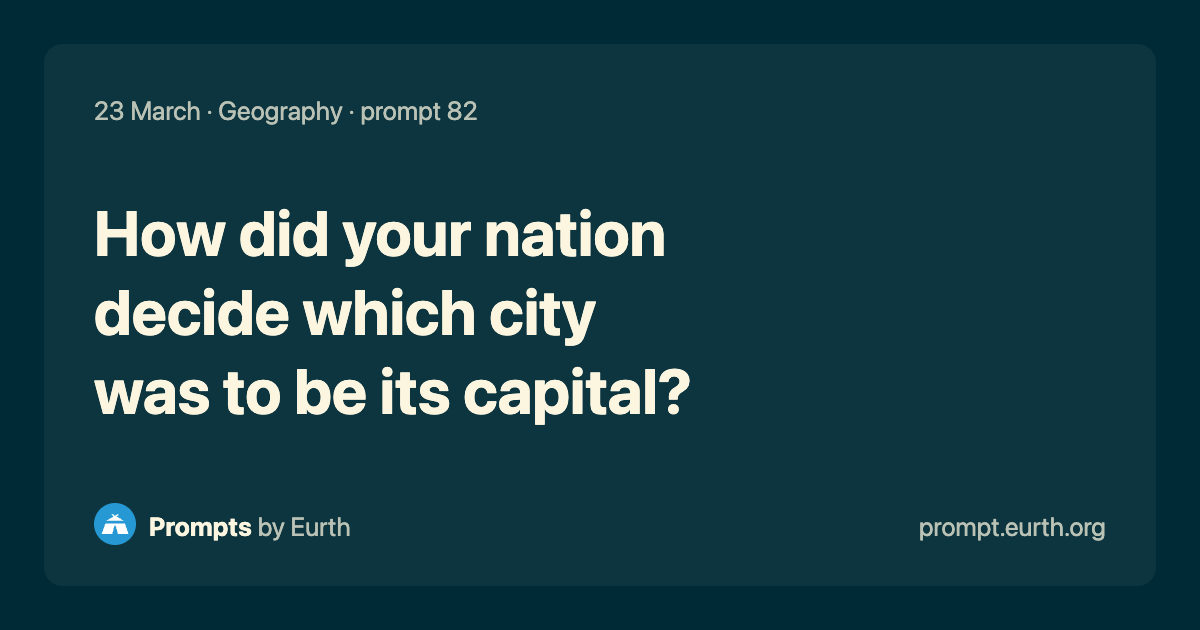 23 March · Geography · prompt 82
How did your nation
decide which city
was to be its capital?
Prompts by Eurth
prompt.eurth.org